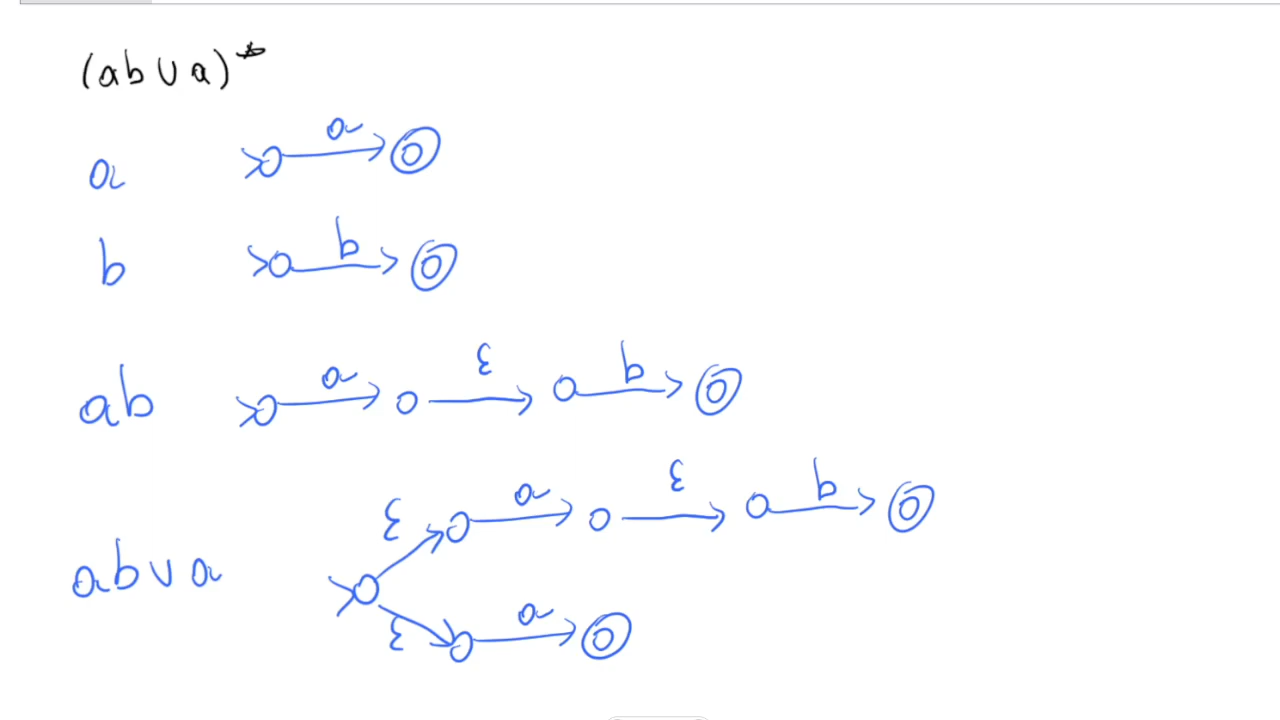 (ab ∪ a)*
a a
b b
ab a ε b
ε a ε b
ab ∪ a
ε a